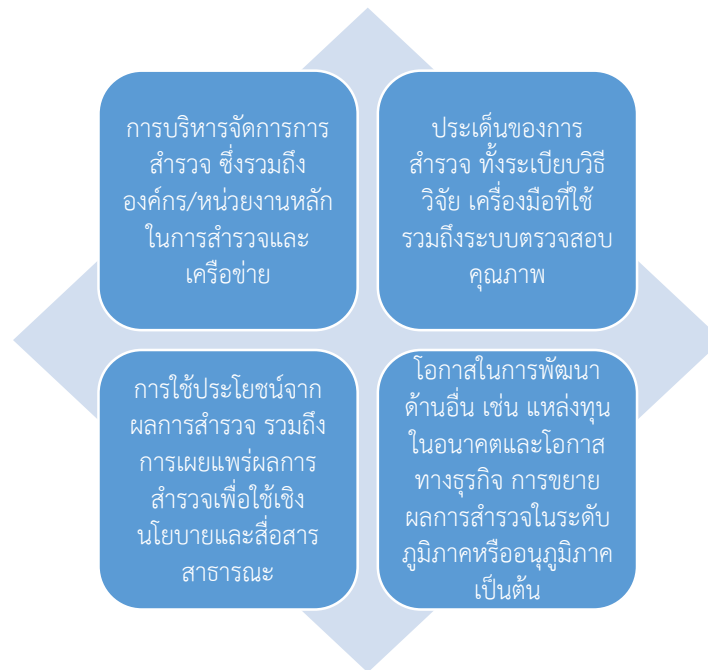 การบริหารจัดการการ
สำรวจ ซึ่งรวมถึง
องค์กร/หน่วยงานหลัก
ในการสำรวจและ
เครือข่าย
ประเด็นของการ
สำรวจ ทั้งระเบียบวิธี
วิจัย เครื่องมือที่ใช้
รวมถึงระบบตรวจสอบ
คุณภาพ
การใช้ประโยชน์จาก
ผลการสำรวจ รวมถึง
การเผยแพร่ผลการ
สำรวจเพื่อใช้เชิง
นโยบายและสื่อสาร
สาธารณะ
โอกาสในการพัฒนา
ด้านอื่น เช่น แหล่งทุน
ในอนาคตและโอกาส
ทางธุรกิจ การขยาย
ผลการสำรวจในระดับ
ภูมิภาคหรืออนุภูมิภาค
เป็นต้น